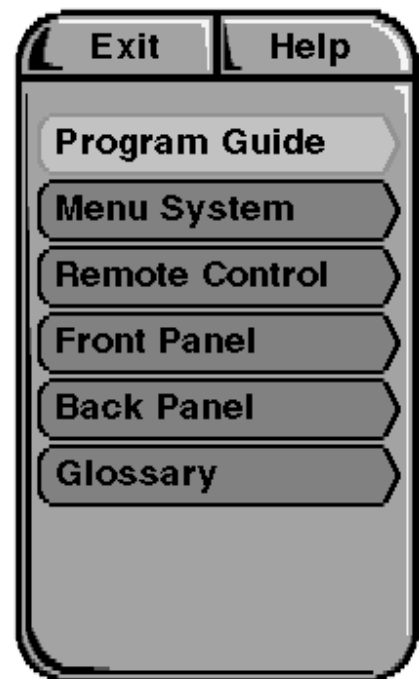 Exit Help
Program Guide
Menu System
Remote Control
Front Panel
Back Panel
Glossary